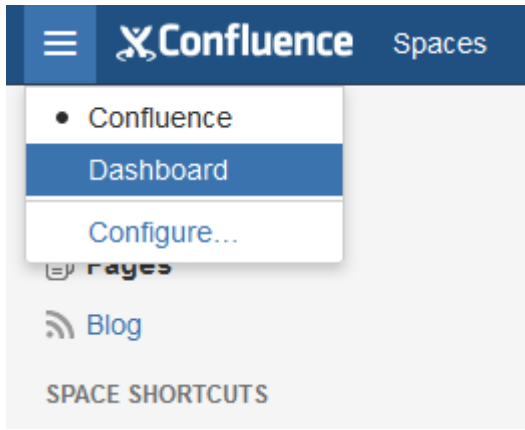 Confluence Spaces
Confluence
Dashboard
Configure...
Pages
Blog
SPACE SHORTCUTS